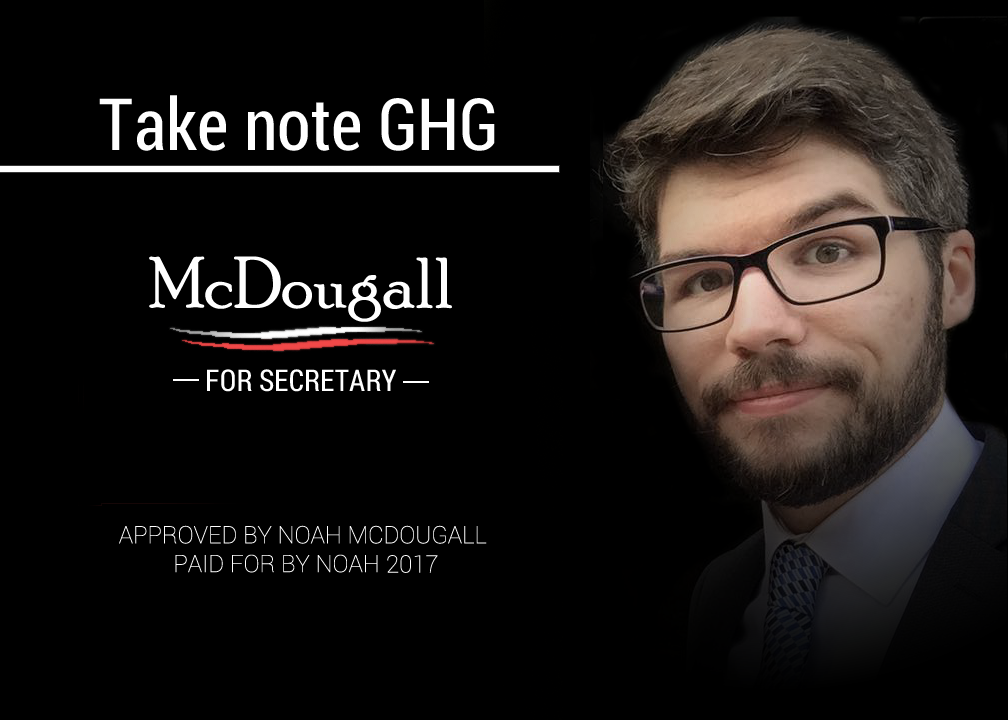 Take note GHG
McDougall
— FOR SECRETARY —
APPROVED BY NOAH MCDOUGALL
PAID FOR BY NOAH 2017